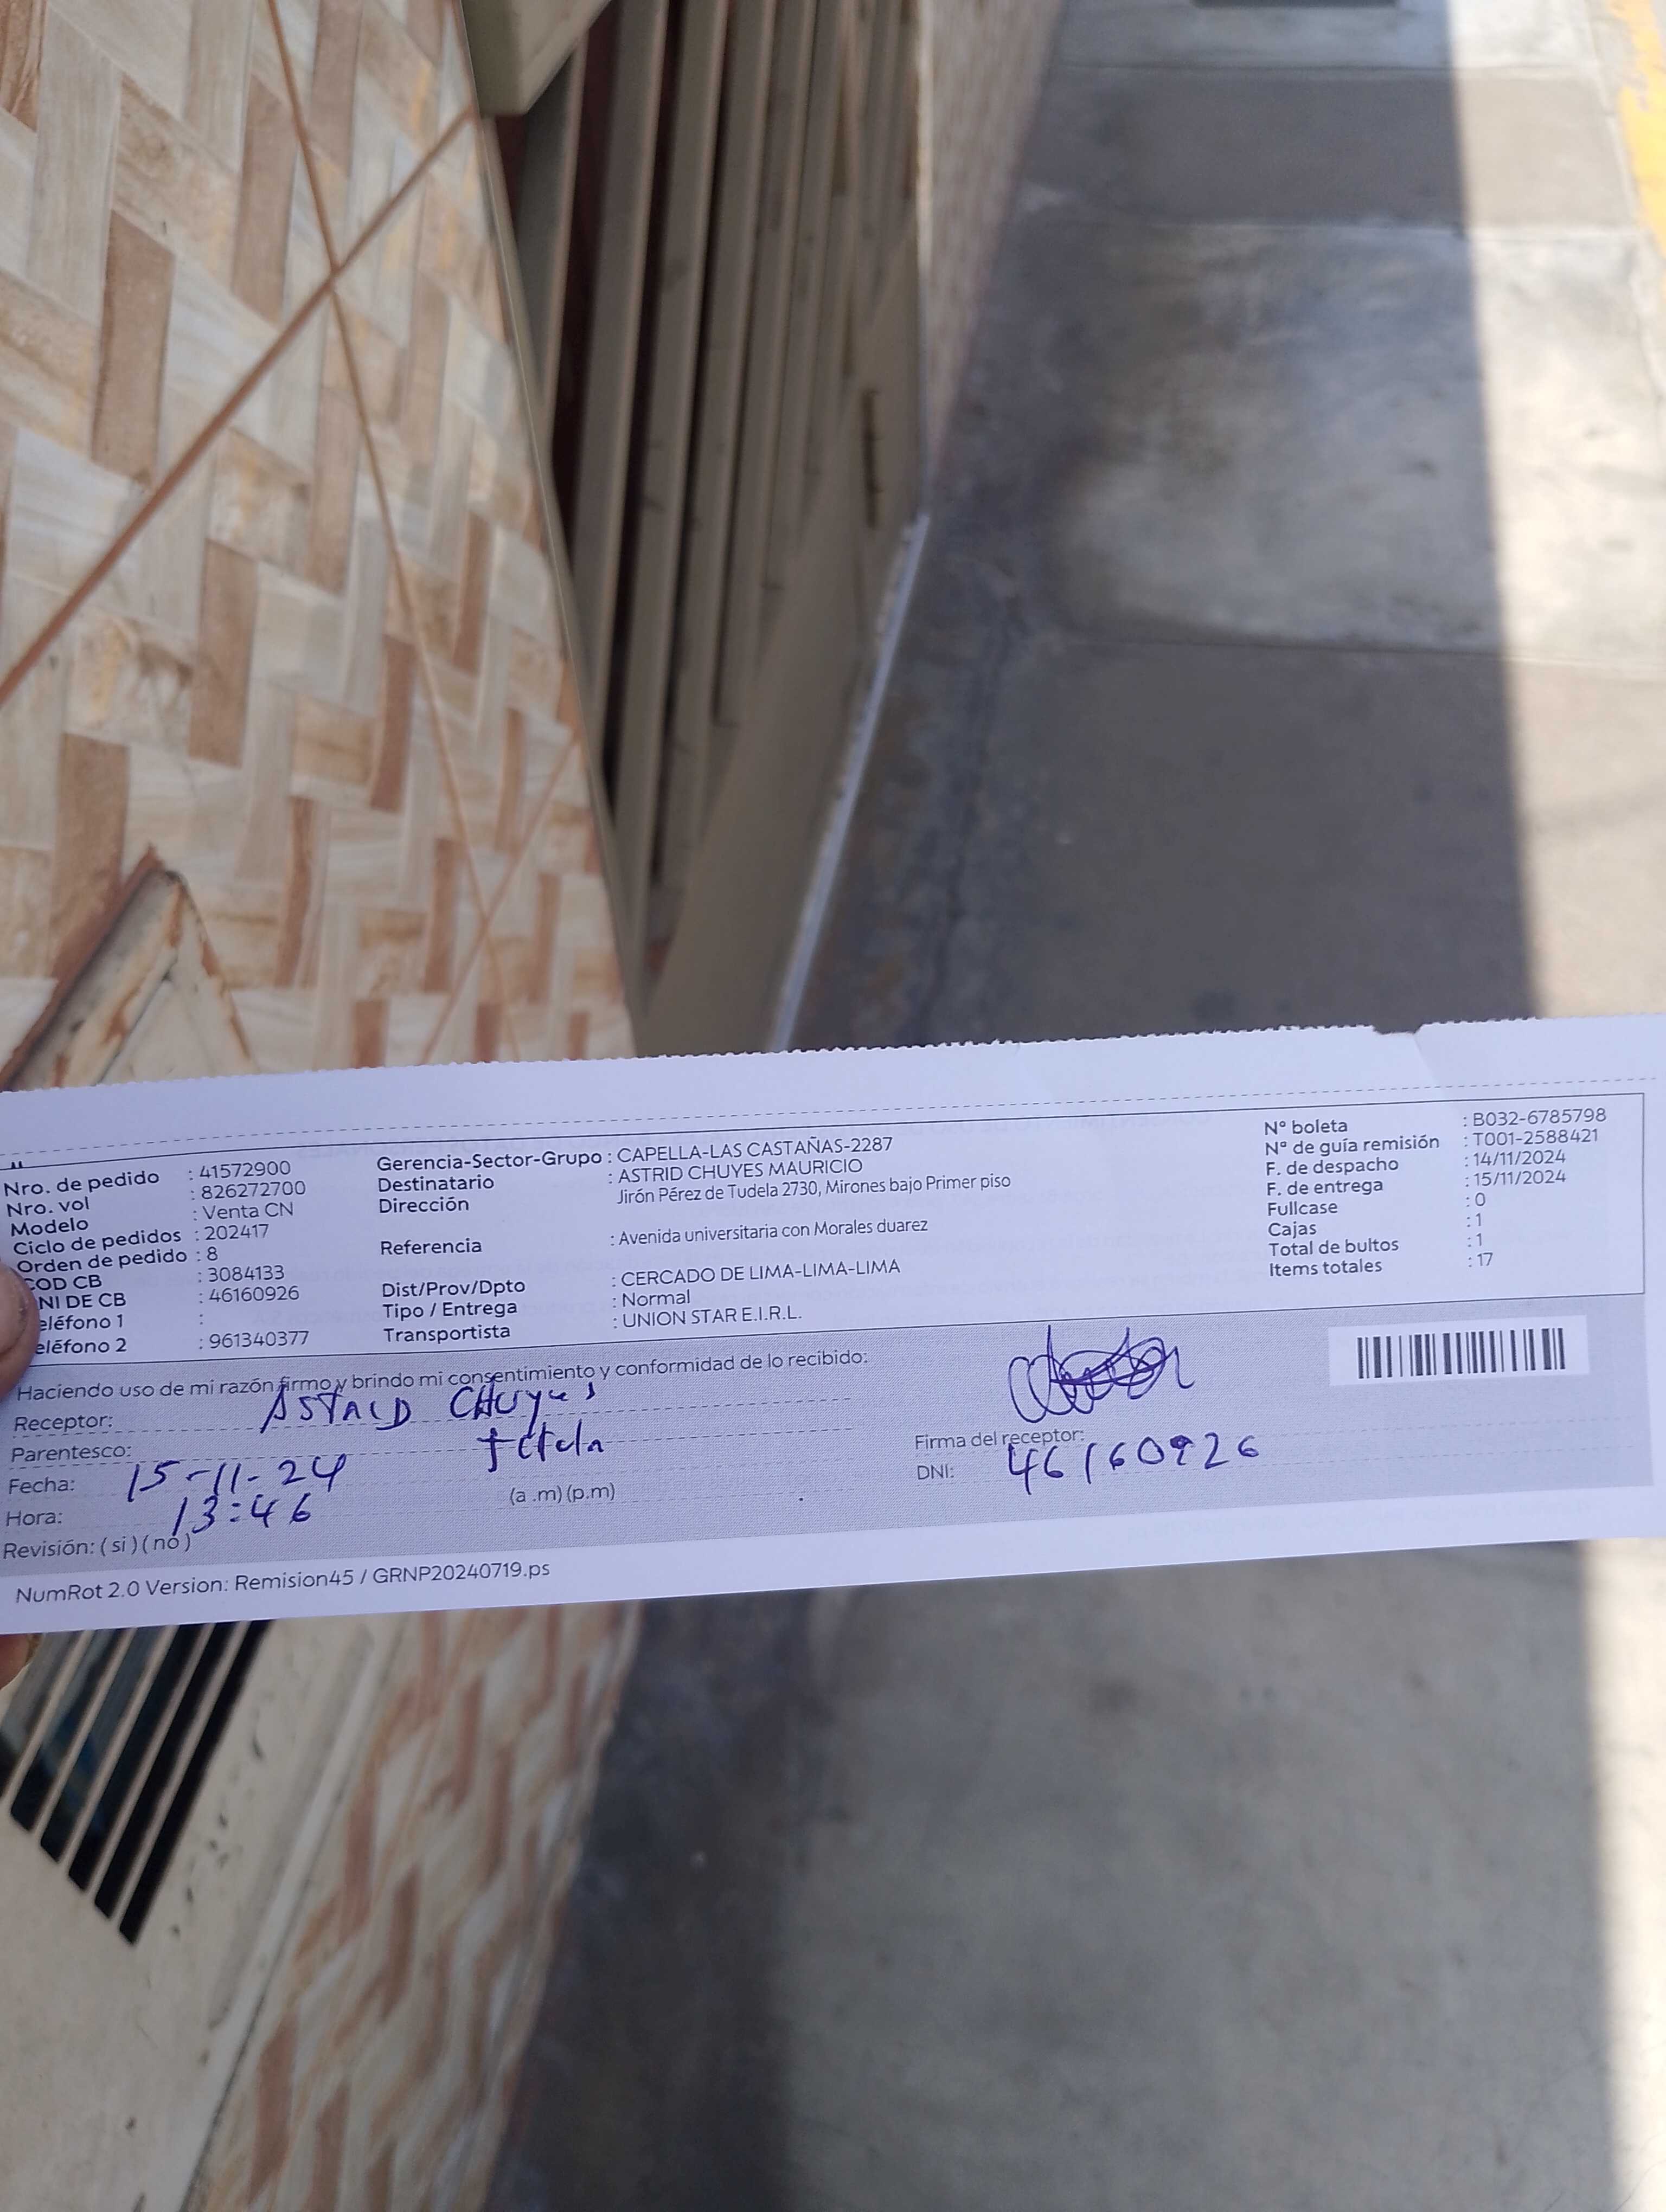 Nro. de pedido : 41572900
Nro. vol : 826272700
Modelo : Venta CN
Ciclo de pedidos : 202417
Orden de pedido : 8
COD CB : 3084133
NI DE CB : 46160926
eléfono 1 :
eléfono 2 : 961340377
Gerencia-Sector-Grupo : CAPELLA-LAS CASTAÑAS-2287
Destinatario : ASTRID CHUYES MAURICIO
Dirección Jirón Pérez de Tudela 2730, Mirones bajo Primer piso
Referencia : Avenida universitaria con Morales duarez
Dist/Prov/Dpto : CERCADO DE LIMA-LIMA-LIMA
Tipo / Entrega : Normal
Transportista : UNION STAR E.I.R.L.
N° boleta : B032-6785798
N° de guía remisión : T001-2588421
F. de despacho : 14/11/2024
F. de entrega : 15/11/2024
Fullcase : 0
Cajas : 1
Total de bultos : 1
Items totales : 17
Haciendo uso de mi razón firmo y brindo mi consentimiento y conformidad de lo recibido:
Receptor: ASTRID CHUYES
Parentesco:
Fecha: 15-11-24
Hora: 13:46 (a .m) (p.m)
Revisión: ( si ) ( no )
Firma del receptor:
DNI: 46160926
NumRot 2.0 Version: Remision45 / GRNP20240719.ps